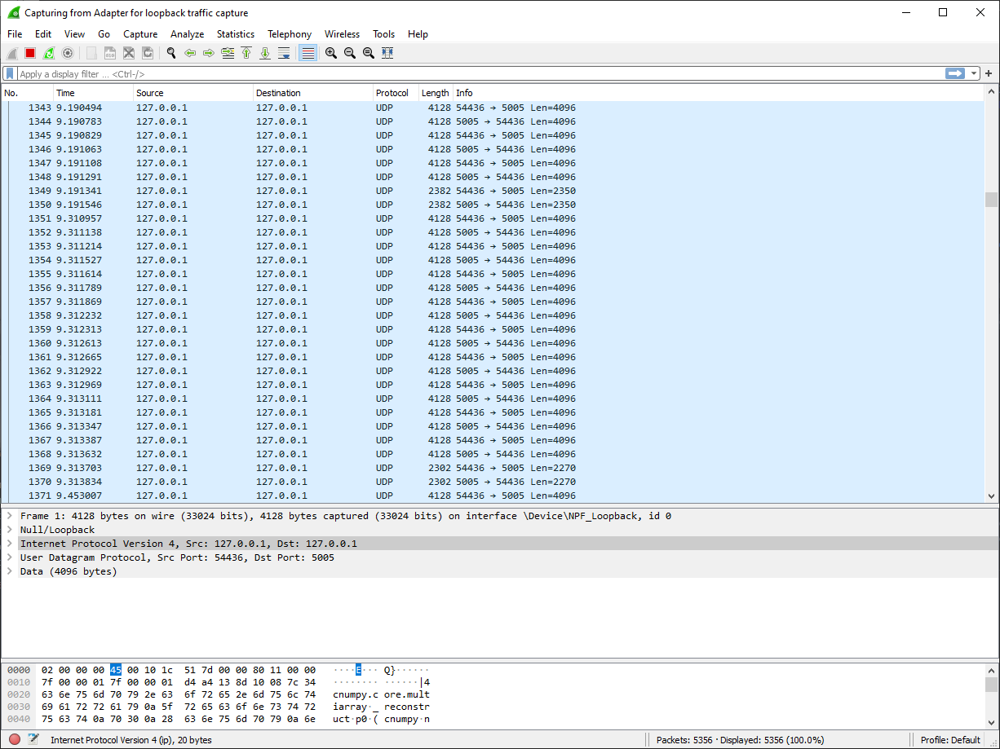 Capturing from Adapter for loopback traffic capture
File Edit View Go Capture Analyze Statistics Telephony Wireless Tools Help
Apply a display filter ... <Ctrl-/>
No. Time Source Destination Protocol Length Info
1343 9.190494 127.0.0.1 127.0.0.1 UDP 4128 54436 → 5005 Len=4096
1344 9.190783 127.0.0.1 127.0.0.1 UDP 4128 5005 → 54436 Len=4096
1345 9.190829 127.0.0.1 127.0.0.1 UDP 4128 54436 → 5005 Len=4096
1346 9.191063 127.0.0.1 127.0.0.1 UDP 4128 5005 → 54436 Len=4096
1347 9.191108 127.0.0.1 127.0.0.1 UDP 4128 54436 → 5005 Len=4096
1348 9.191291 127.0.0.1 127.0.0.1 UDP 4128 5005 → 54436 Len=4096
1349 9.191341 127.0.0.1 127.0.0.1 UDP 2382 54436 → 5005 Len=2350
1350 9.191546 127.0.0.1 127.0.0.1 UDP 2382 5005 → 54436 Len=2350
1351 9.310957 127.0.0.1 127.0.0.1 UDP 4128 54436 → 5005 Len=4096
1352 9.311138 127.0.0.1 127.0.0.1 UDP 4128 5005 → 54436 Len=4096
1353 9.311214 127.0.0.1 127.0.0.1 UDP 4128 54436 → 5005 Len=4096
1354 9.311527 127.0.0.1 127.0.0.1 UDP 4128 5005 → 54436 Len=4096
1355 9.311614 127.0.0.1 127.0.0.1 UDP 4128 54436 → 5005 Len=4096
1356 9.311789 127.0.0.1 127.0.0.1 UDP 4128 5005 → 54436 Len=4096
1357 9.311869 127.0.0.1 127.0.0.1 UDP 4128 54436 → 5005 Len=4096
1358 9.312232 127.0.0.1 127.0.0.1 UDP 4128 5005 → 54436 Len=4096
1359 9.312313 127.0.0.1 127.0.0.1 UDP 4128 54436 → 5005 Len=4096
1360 9.312613 127.0.0.1 127.0.0.1 UDP 4128 5005 → 54436 Len=4096
1361 9.312665 127.0.0.1 127.0.0.1 UDP 4128 54436 → 5005 Len=4096
1362 9.312922 127.0.0.1 127.0.0.1 UDP 4128 5005 → 54436 Len=4096
1363 9.312969 127.0.0.1 127.0.0.1 UDP 4128 54436 → 5005 Len=4096
1364 9.313111 127.0.0.1 127.0.0.1 UDP 4128 5005 → 54436 Len=4096
1365 9.313181 127.0.0.1 127.0.0.1 UDP 4128 54436 → 5005 Len=4096
1366 9.313347 127.0.0.1 127.0.0.1 UDP 4128 5005 → 54436 Len=4096
1367 9.313387 127.0.0.1 127.0.0.1 UDP 4128 54436 → 5005 Len=4096
1368 9.313632 127.0.0.1 127.0.0.1 UDP 4128 5005 → 54436 Len=4096
1369 9.313703 127.0.0.1 127.0.0.1 UDP 2302 54436 → 5005 Len=2270
1370 9.313834 127.0.0.1 127.0.0.1 UDP 2302 5005 → 54436 Len=2270
1371 9.453007 127.0.0.1 127.0.0.1 UDP 4128 54436 → 5005 Len=4096
Frame 1: 4128 bytes on wire (33024 bits), 4128 bytes captured (33024 bits) on interface \Device\NPF_Loopback, id 0
Null/Loopback
Internet Protocol Version 4, Src: 127.0.0.1, Dst: 127.0.0.1
User Datagram Protocol, Src Port: 54436, Dst Port: 5005
Data (4096 bytes)
0000 02 00 00 00 45 00 10 1c 51 7d 00 00 80 11 00 00 ····E··· Q}······
0010 7f 00 00 01 7f 00 00 01 d4 a4 13 8d 10 08 7c 34 ········ ······|4
0020 63 6e 75 6d 70 79 2e 63 6f 72 65 2e 6d 75 6c 74 cnumpy.c ore.mult
0030 69 61 72 72 61 79 0a 5f 72 65 63 6f 6e 73 74 72 iarray·_ reconstr
0040 75 63 74 0a 70 30 0a 28 63 6e 75 6d 70 79 0a 6e uct·p0·( cnumpy·n
Internet Protocol Version 4 (ip), 20 bytes Packets: 5356 · Displayed: 5356 (100.0%) Profile: Default